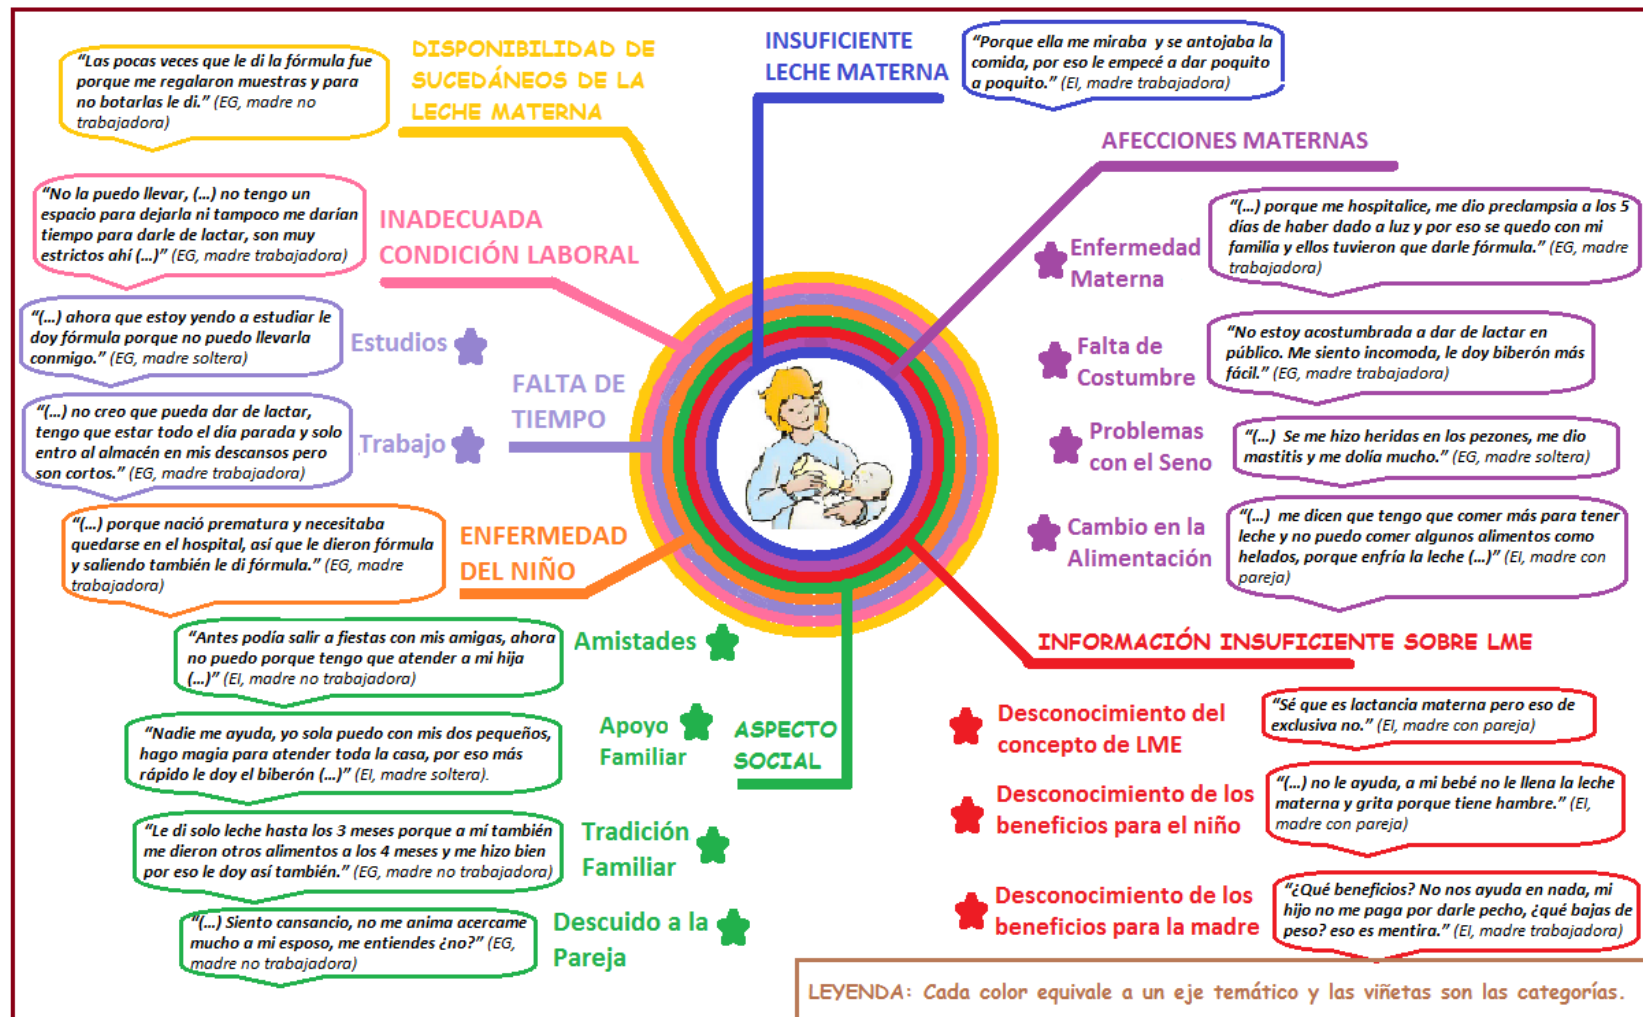 “Las pocas veces que le di la fórmula fue
porque me regalaron muestras y para
no botarlas le di.” (EG, madre no
trabajadora)
DISPONIBILIDAD DE
SUCEDÁNEOS DE LA
LECHE MATERNA
INSUFICIENTE
LECHE MATERNA
“Porque ella me miraba y se antojaba la
comida, por eso le empecé a dar poquito
a poquito.” (EI, madre trabajadora)
“No la puedo llevar, (...) no tengo un
espacio para dejarla ni tampoco me darían
tiempo para darle de lactar, son muy
estrictos ahí (...)” (EG, madre trabajadora)
INADECUADA
CONDICIÓN LABORAL
“(...) ahora que estoy yendo a estudiar le
doy fórmula porque no puedo llevarla
conmigo.” (EG, madre soltera)
Estudios
FALTA DE
TIEMPO
“(...) no creo que pueda dar de lactar,
tengo que estar todo el día parada y solo
entro al almacén en mis descansos pero
son cortos.” (EG, madre trabajadora)
Trabajo
“(...) porque nació prematura y necesitaba
quedarse en el hospital, así que le dieron fórmula
y saliendo también le di fórmula.” (EG, madre
trabajadora)
ENFERMEDAD
DEL NIÑO
“Antes podía salir a fiestas con mis amigas, ahora
no puedo porque tengo que atender a mi hija
(...)” (EI, madre no trabajadora)
Amistades
“Nadie me ayuda, yo sola puedo con mis dos pequeños,
hago magia para atender toda la casa, por eso más
rápido le doy el biberón (...)” (EI, madre soltera).
Apoyo
Familiar
ASPECTO
SOCIAL
“Le di solo leche hasta los 3 meses porque a mí también
me dieron otros alimentos a los 4 meses y me hizo bien
por eso le doy así también.” (EG, madre no trabajadora)
Tradición
Familiar
“(...) Siento cansancio, no me anima acercame
mucho a mi esposo, me entiendes ¿no?” (EG,
madre no trabajadora)
Descuido a la
Pareja
AFECCIONES MATERNAS
Enfermedad
Materna
“(...) porque me hospitalice, me dio preclampsia a los 5
días de haber dado a luz y por eso se quedo con mi
familia y ellos tuvieron que darle fórmula.” (EG, madre
trabajadora)
Falta de
Costumbre
“No estoy acostumbrada a dar de lactar en
público. Me siento incomoda, le doy biberón más
fácil.” (EG, madre trabajadora)
Problemas
con el Seno
“(...) Se me hizo heridas en los pezones, me dio
mastitis y me dolía mucho.” (EG, madre soltera)
Cambio en la
Alimentación
“(...) me dicen que tengo que comer más para tener
leche y no puedo comer algunos alimentos como
helados, porque enfría la leche (...)” (EI, madre con
pareja)
INFORMACIÓN INSUFICIENTE SOBRE LME
Desconocimiento del
concepto de LME
“Sé que es lactancia materna pero eso de
exclusiva no.” (EI, madre con pareja)
Desconocimiento de los
beneficios para el niño
“(...) no le ayuda, a mi bebé no le llena la leche
materna y grita porque tiene hambre.” (EI,
madre con pareja)
Desconocimiento de los
beneficios para la madre
“¿Qué beneficios? No nos ayuda en nada, mi
hijo no me paga por darle pecho, ¿qué bajas de
peso? eso es mentira.” (EI, madre trabajadora)
LEYENDA: Cada color equivale a un eje temático y las viñetas son las categorías.